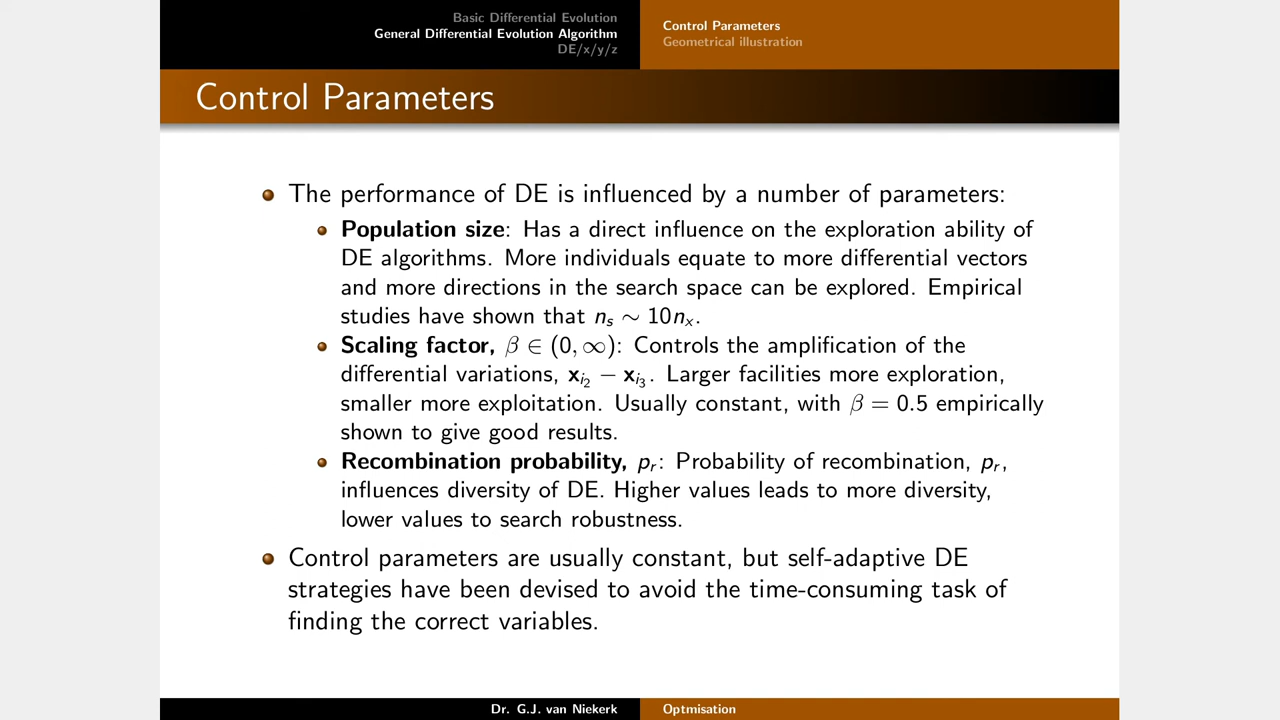 Basic Differential Evolution
General Differential Evolution Algorithm
DE/x/y/z
Control Parameters
Geometrical illustration
Control Parameters
The performance of DE is influenced by a number of parameters:
Population size: Has a direct influence on the exploration ability of
DE algorithms. More individuals equate to more differential vectors
and more directions in the search space can be explored. Empirical
studies have shown that nₛ ∼ 10nₓ.
Scaling factor, β ∈ (0, ∞): Controls the amplification of the
differential variations, x_{i₂} − x_{i₃}. Larger facilities more exploration,
smaller more exploitation. Usually constant, with β = 0.5 empirically
shown to give good results.
Recombination probability, pᵣ: Probability of recombination, pᵣ,
influences diversity of DE. Higher values leads to more diversity,
lower values to search robustness.
Control parameters are usually constant, but self-adaptive DE
strategies have been devised to avoid the time-consuming task of
finding the correct variables.
Dr. G.J. van Niekerk
Optmisation